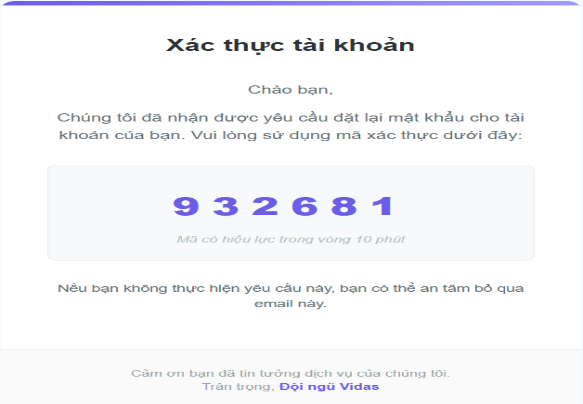 Xác thực tài khoản
Chào bạn,
Chúng tôi đã nhận được yêu cầu đặt lại mật khẩu cho tài
khoản của bạn. Vui lòng sử dụng mã xác thực dưới đây:
932681
Mã có hiệu lực trong vòng 10 phút
Nếu bạn không thực hiện yêu cầu này, bạn có thể an tâm bỏ qua
email này.
Cảm ơn bạn đã tin tưởng dịch vụ của chúng tôi.
Trân trọng, Đội ngũ Vidas